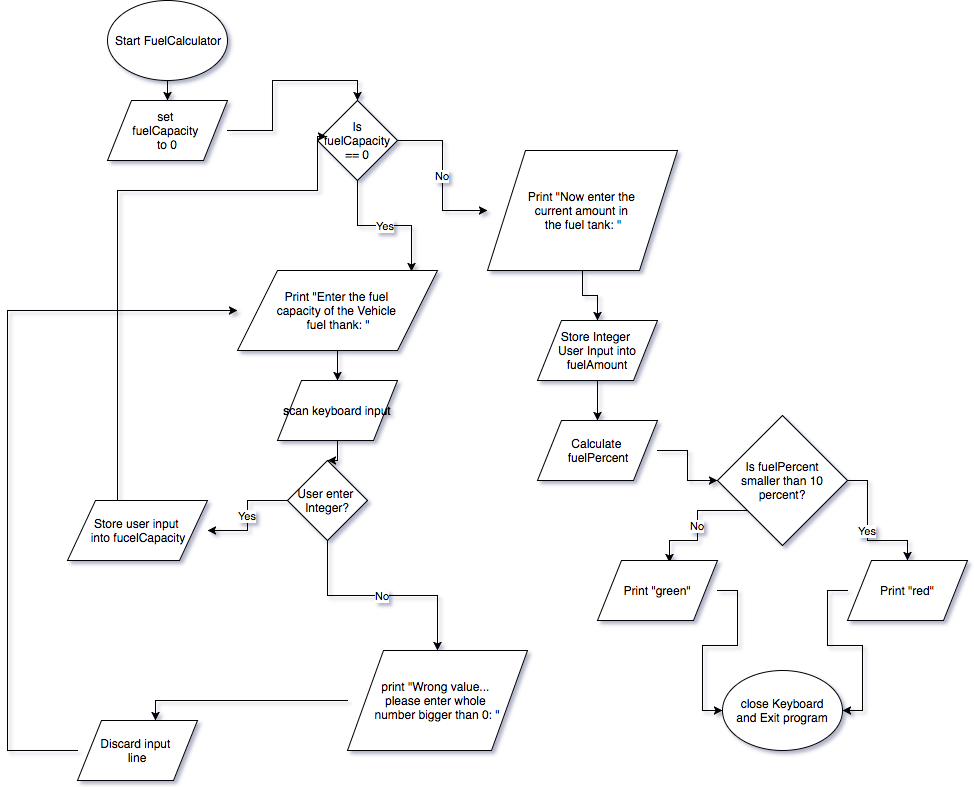 Start FuelCalculator
set
fuelCapacity
to 0
Is
fuelCapacity
== 0
No
Yes
Print "Now enter the
current amount in
the fuel tank: "
Print "Enter the fuel
capacity of the Vehicle
fuel thank: "
Store Integer
User Input into
fuelAmount
scan keyboard input
Calculate
fuelPercent
Is fuelPercent
smaller than 10
percent?
User enter
Integer?
Yes
Store user input
into fucelCapacity
No
Yes
No
Print "green"
Print "red"
print "Wrong value...
please enter whole
number bigger than 0: "
close Keyboard
and Exit program
Discard input
line